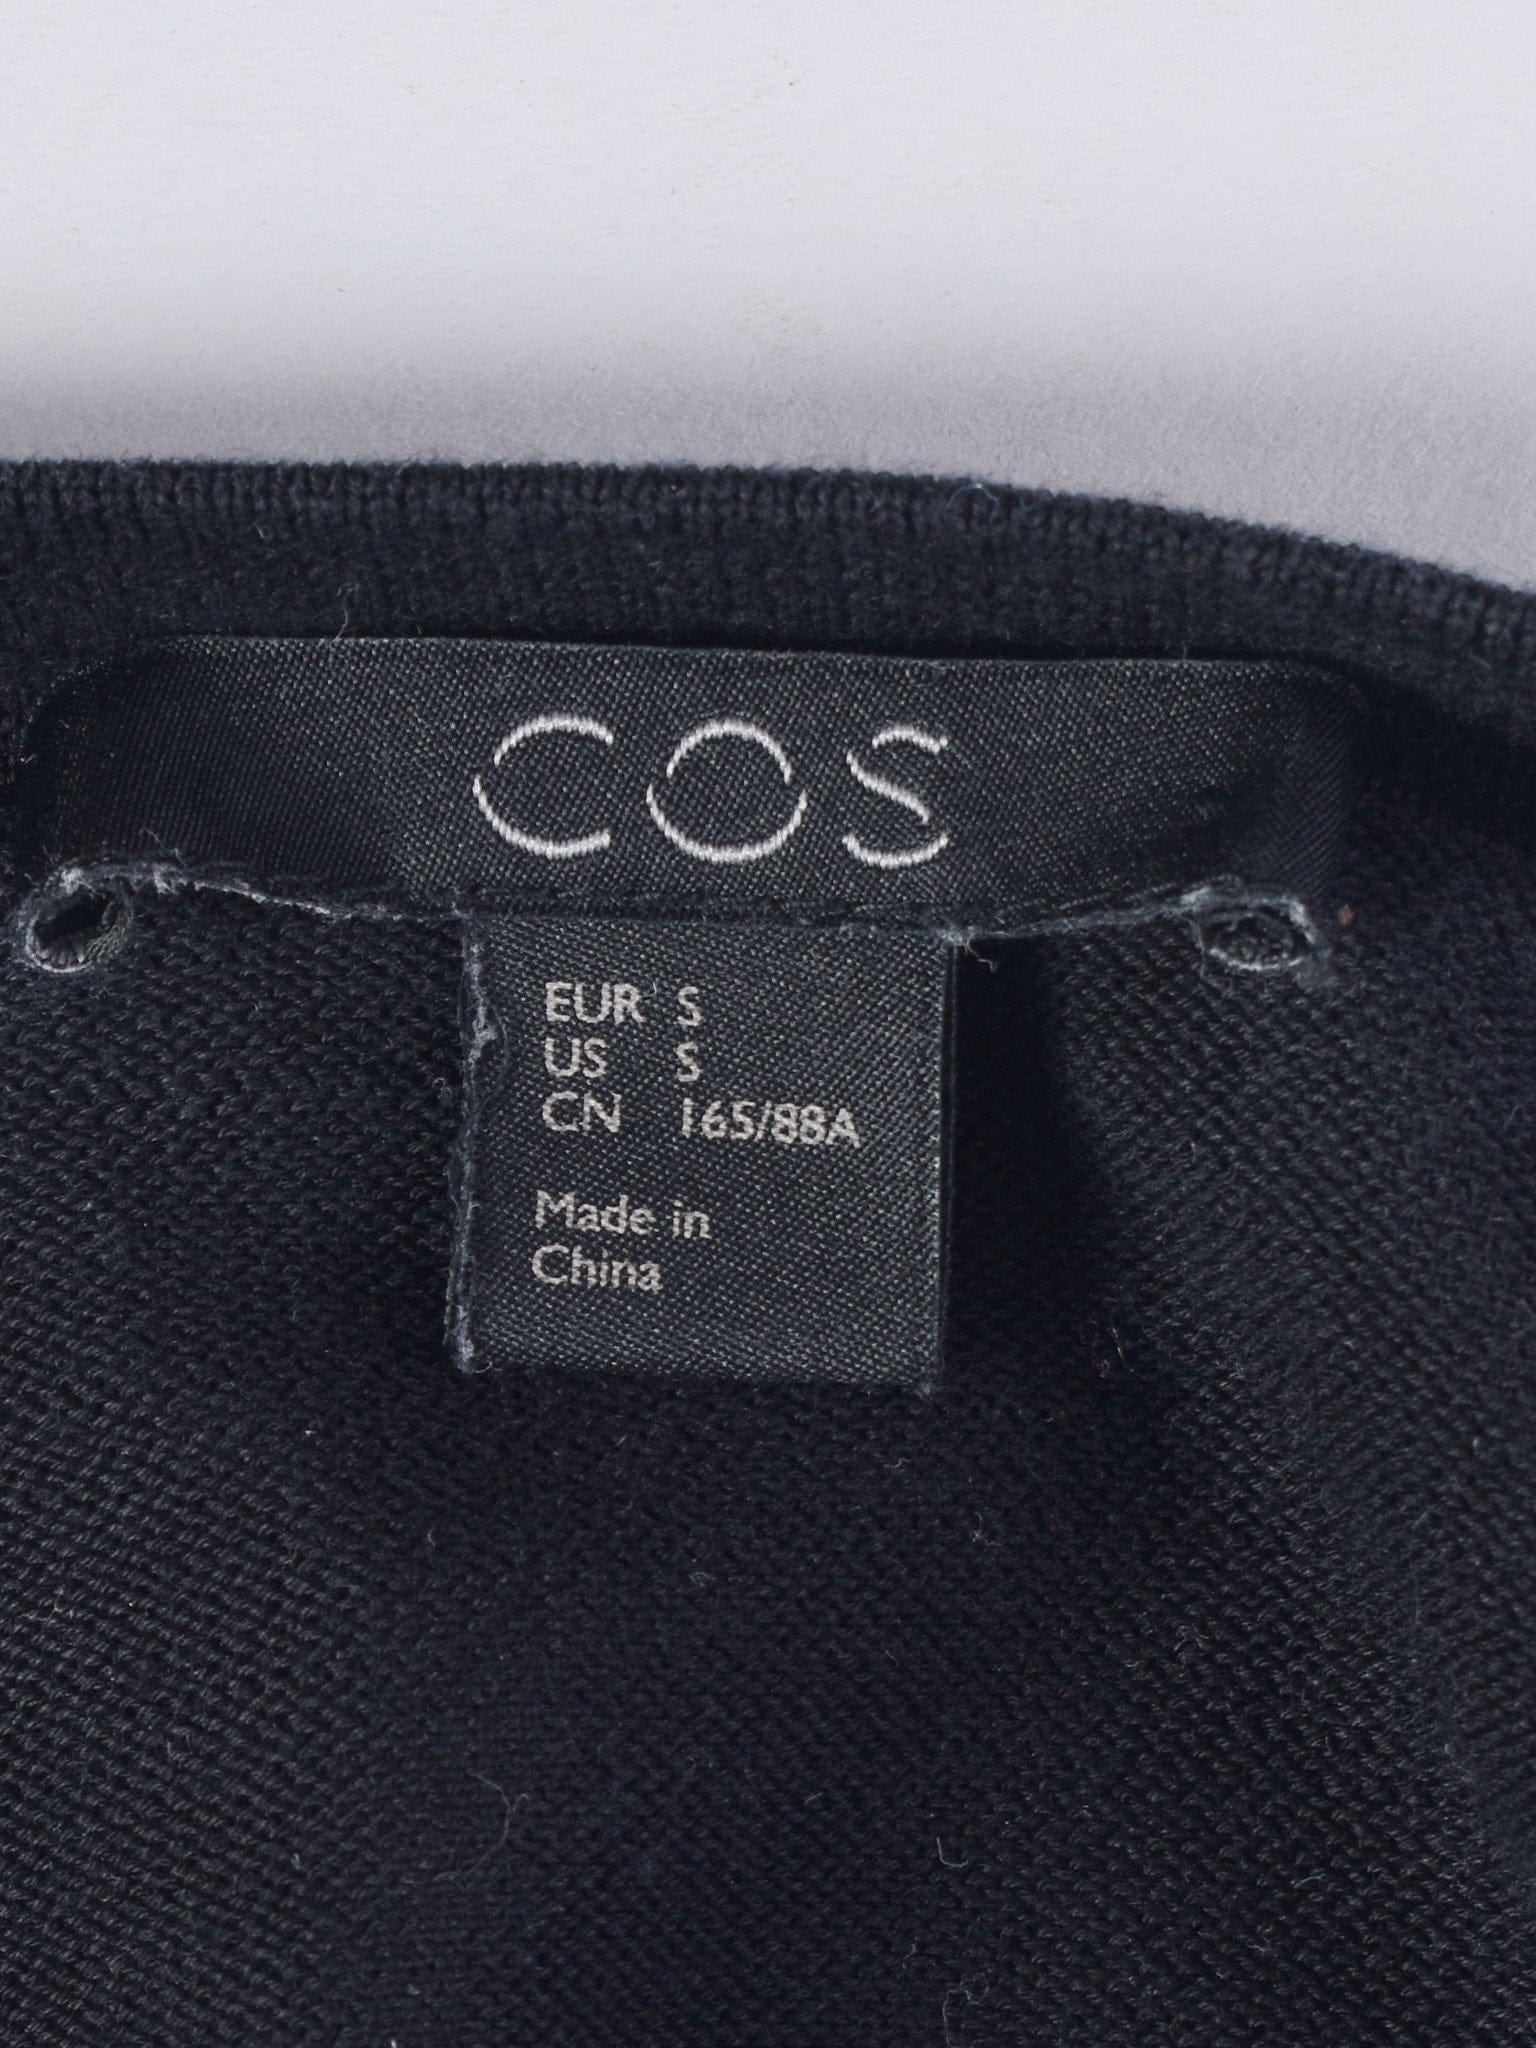 COS
EUR S
US S
CN 165/88A
Made in
China